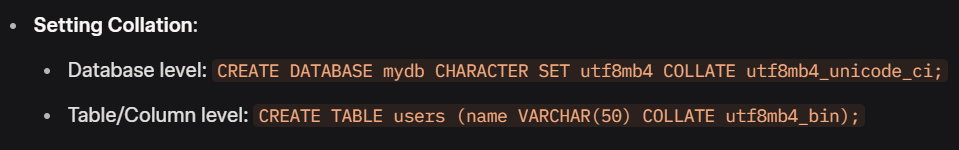 Setting Collation:
Database level: CREATE DATABASE mydb CHARACTER SET utf8mb4 COLLATE utf8mb4_unicode_ci;
Table/Column level: CREATE TABLE users (name VARCHAR(50) COLLATE utf8mb4_bin);